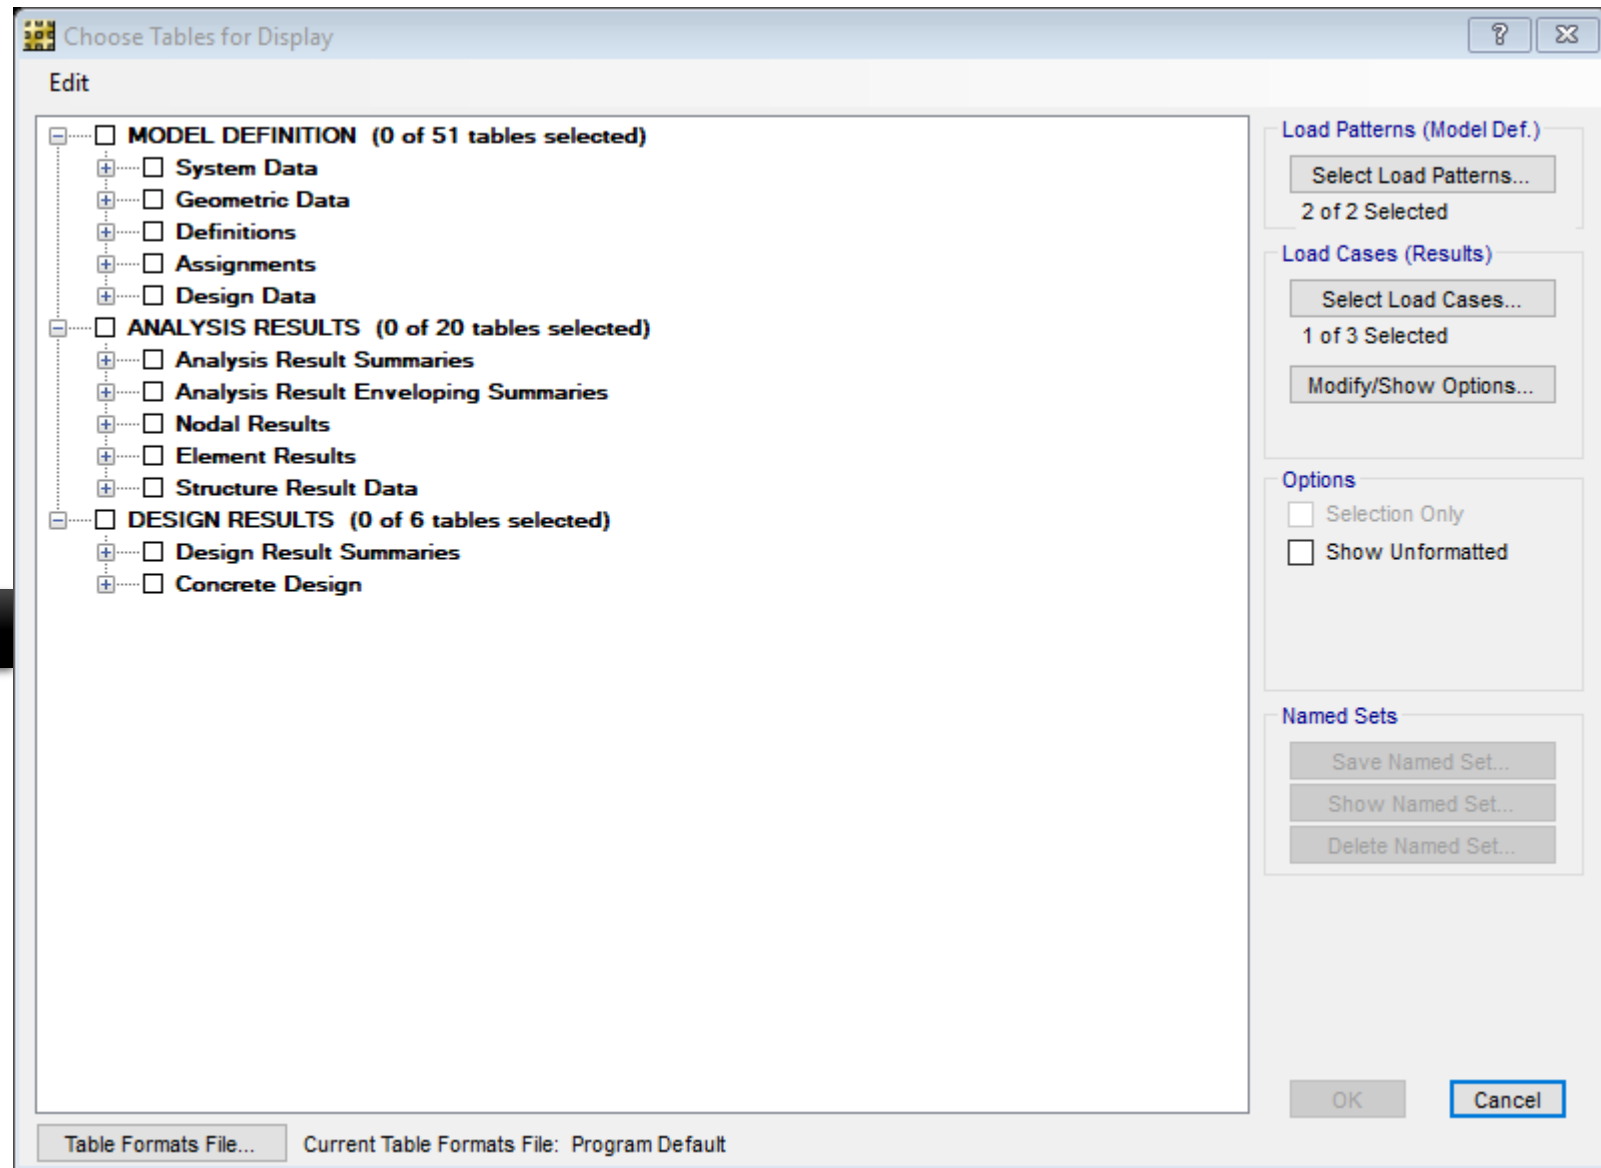 Choose Tables for Display
?
Edit
MODEL DEFINITION (0 of 51 tables selected)
System Data
Geometric Data
Definitions
Assignments
Design Data
ANALYSIS RESULTS (0 of 20 tables selected)
Analysis Result Summaries
Analysis Result Enveloping Summaries
Nodal Results
Element Results
Structure Result Data
DESIGN RESULTS (0 of 6 tables selected)
Design Result Summaries
Concrete Design
Load Patterns (Model Def.)
Select Load Patterns...
2 of 2 Selected
Load Cases (Results)
Select Load Cases...
1 of 3 Selected
Modify/Show Options...
Options
Selection Only
Show Unformatted
Named Sets
Save Named Set...
Show Named Set...
Delete Named Set...
OK
Cancel
Table Formats File...
Current Table Formats File: Program Default